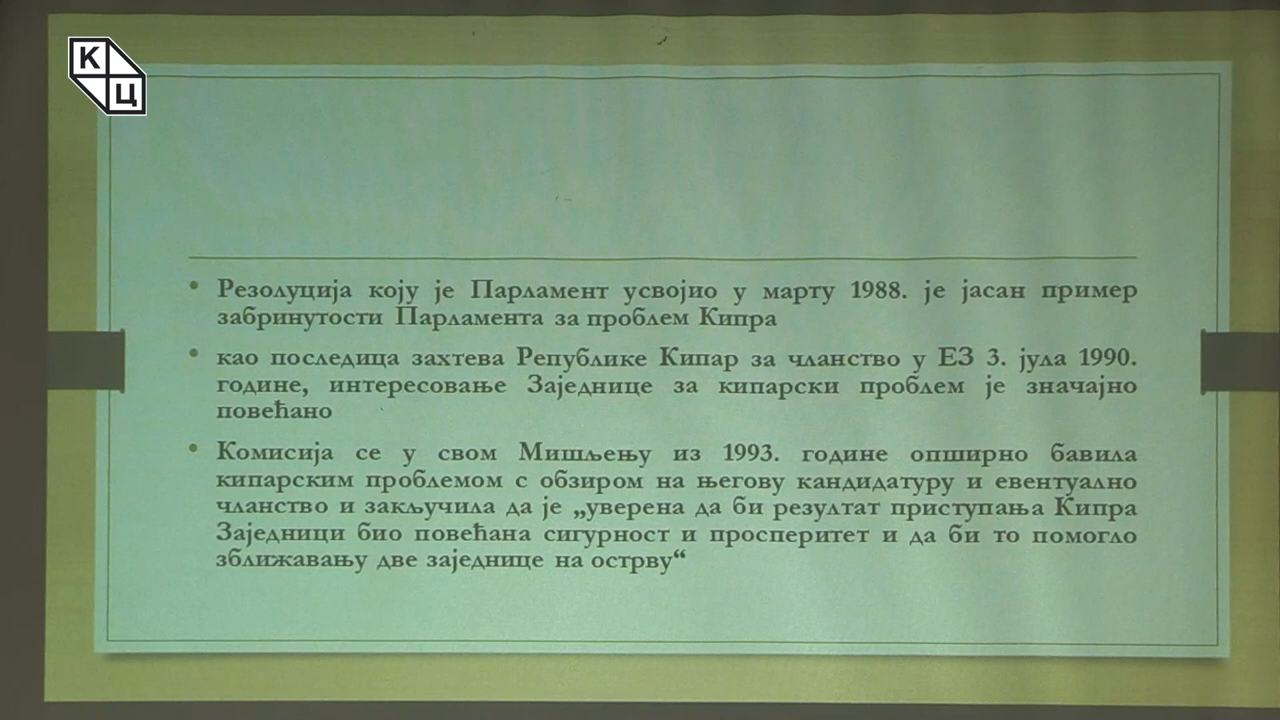 К
Ц
Резолуција коју је Парламент усвојио у марту 1988. је јасан пример
забринутости Парламента за проблем Кипра
као последица захтева Републике Кипар за чланство у ЕЗ 3. јула 1990.
године, интересовање Заједнице за кипарски проблем је значајно
повећано
Комисија се у свом Мишљењу из 1993. године опширно бавила
кипарским проблемом с обзиром на његову кандидатуру и евентуално
чланство и закључила да је „уверена да би резултат приступања Кипра
Заједници био повећана сигурност и просперитет и да би то помогло
зближавању две заједнице на острву“